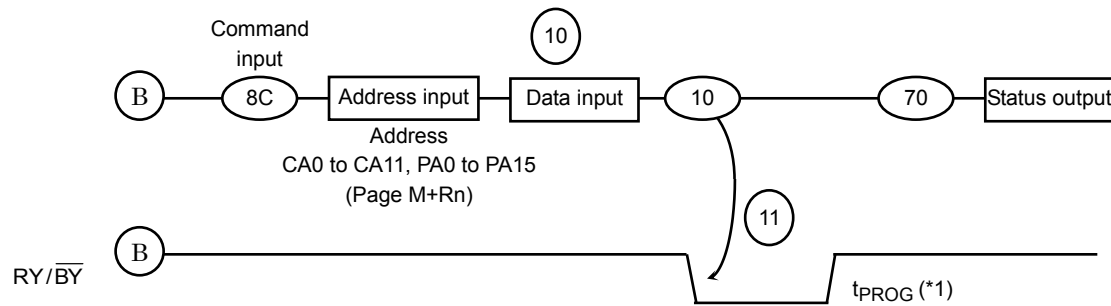 Command
input
10
B
8C
Address input
Data input
10
70
Status output
Address
CA0 to CA11, PA0 to PA15
(Page M+Rn)
11
B
RY/BY
tPROG (*1)